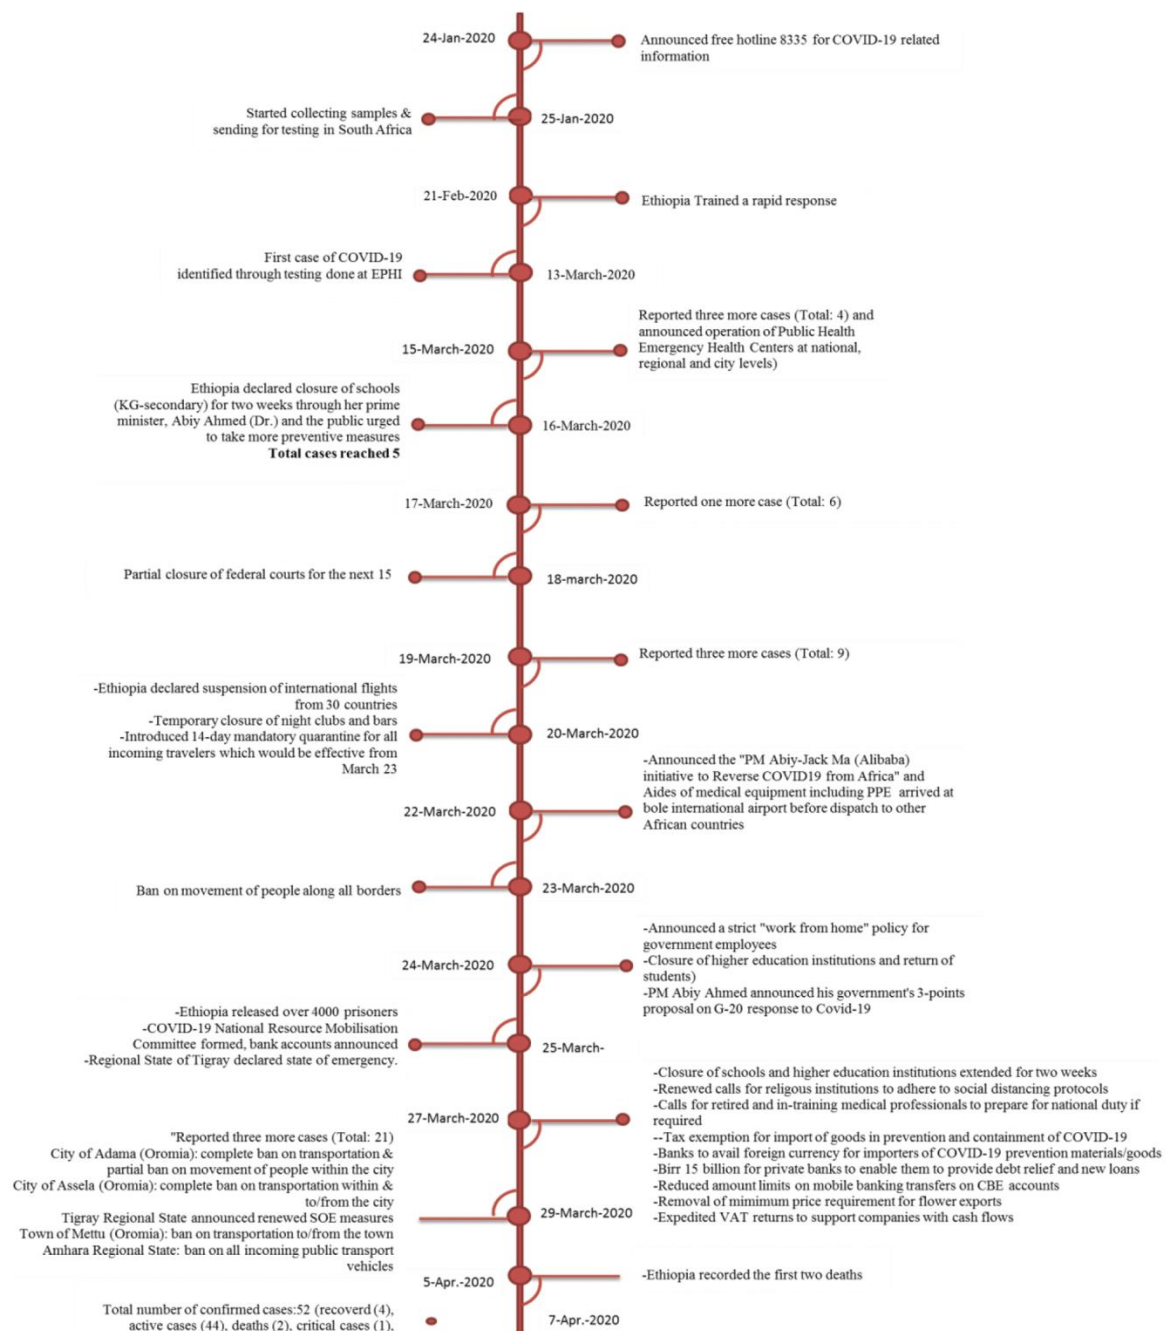 24-Jan-2020
Announced free hotline 8335 for COVID-19 related
information
Started collecting samples &
sending for testing in South Africa
25-Jan-2020
21-Feb-2020
Ethiopia Trained a rapid response
First case of COVID-19
identified through testing done at EPHI
13-March-2020
15-March-2020
Reported three more cases (Total: 4) and
announced operation of Public Health
Emergency Health Centers at national,
regional and city levels)
Ethiopia declared closure of schools
(KG-secondary) for two weeks through her prime
minister, Abiy Ahmed (Dr.) and the public urged
to take more preventive measures
Total cases reached 5
16-March-2020
17-March-2020
Reported one more case (Total: 6)
Partial closure of federal courts for the next 15
18-march-2020
19-March-2020
Reported three more cases (Total: 9)
-Ethiopia declared suspension of international flights
from 30 countries
-Temporary closure of night clubs and bars
-Introduced 14-day mandatory quarantine for all
incoming travelers which would be effective from
March 23
20-March-2020
22-March-2020
-Announced the "PM Abiy-Jack Ma (Alibaba)
initiative to Reverse COVID19 from Africa" and
Aides of medical equipment including PPE arrived at
bole international airport before dispatch to other
African countries
Ban on movement of people along all borders
23-March-2020
24-March-2020
-Announced a strict "work from home" policy for
government employees
-Closure of higher education institutions and return of
students)
-PM Abiy Ahmed announced his government's 3-points
proposal on G-20 response to Covid-19
-Ethiopia released over 4000 prisoners
-COVID-19 National Resource Mobilisation
Committee formed, bank accounts announced
-Regional State of Tigray declared state of emergency.
25-March-
27-March-2020
-Closure of schools and higher education institutions extended for two weeks
-Renewed calls for religous institutions to adhere to social distancing protocols
-Calls for retired and in-training medical professionals to prepare for national duty if
required
--Tax exemption for import of goods in prevention and containment of COVID-19
-Banks to avail foreign currency for importers of COVID-19 prevention materials/goods
-Birr 15 billion for private banks to enable them to provide debt relief and new loans
-Reduced amount limits on mobile banking transfers on CBE accounts
-Removal of mimimum price requirement for flower exports
-Expedited VAT returns to support companies with cash flows
"Reported three more cases (Total: 21)
City of Adama (Oromia): complete ban on transportation &
partial ban on movement of people within the city
City of Assela (Oromia): complete ban on transportation within &
to/from the city
Tigray Regional State announced renewed SOE measures
Town of Mettu (Oromia): ban on transportation to/from the town
Amhara Regional State: ban on all incoming public transport
vehicles
29-March-2020
5-Apr.-2020
-Ethiopia recorded the first two deaths
Total number of confirmed cases:52 (recoverd (4),
active cases (44), deaths (2), critical cases (1),
7-Apr.-2020